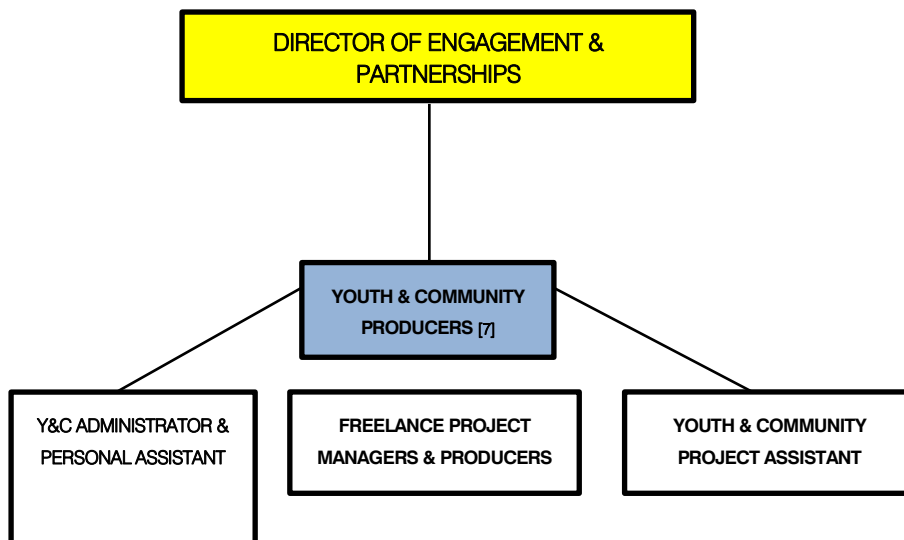 DIRECTOR OF ENGAGEMENT &
PARTNERSHIPS
YOUTH & COMMUNITY
PRODUCERS [7]
Y&C ADMINISTRATOR &
PERSONAL ASSISTANT
FREELANCE PROJECT
MANAGERS & PRODUCERS
YOUTH & COMMUNITY
PROJECT ASSISTANT